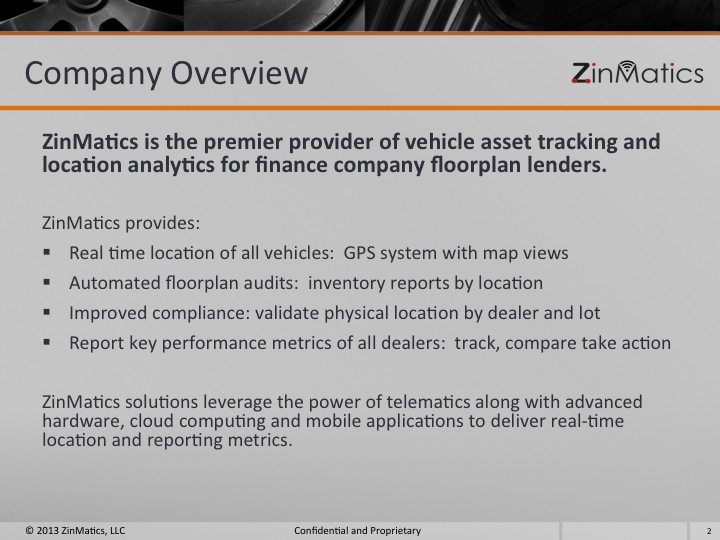 Company Overview
ZinMatics
ZinMatics is the premier provider of vehicle asset tracking and
location analytics for finance company floorplan lenders.
ZinMatics provides:
▪ Real time location of all vehicles:  GPS system with map views
▪ Automated floorplan audits:  inventory reports by location
▪ Improved compliance: validate physical location by dealer and lot
▪ Report key performance metrics of all dealers:  track, compare take action
ZinMatics solutions leverage the power of telematics along with advanced
hardware, cloud computing and mobile applications to deliver real-time
location and reporting metrics.
© 2013 ZinMatics, LLC
Confidential and Proprietary
2